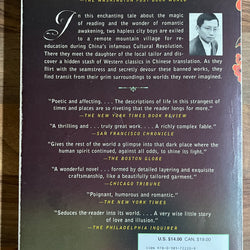 —THE WASHINGTON POST BOOK WORLD
In this enchanting tale about the magic
of reading and the wonder of romantic
awakening, two hapless city boys are exiled
to a remote mountain village for re-
education during China's infamous Cultural Revolution.
There they meet the daughter of the local tailor and dis-
cover a hidden stash of Western classics in Chinese translation. As
they flirt with the seamstress and secretly devour these banned works, they
find transit from their grim surroundings to worlds they never imagined.
"Poetic and affecting. . . . The descriptions of life in this strangest of
times and places are so riveting that the reader longs for more."
—THE NEW YORK TIMES BOOK REVIEW
"A thrilling and . . . truly great work. . . . A richly complex fable."
—SAN FRANCISCO CHRONICLE
"Gives the rest of the world a glimpse into that dark place where the
human spirit continued, against all odds, to shine its light."
—THE BOSTON GLOBE
"A wonderful novel . . . formed by detailed layering and exquisite
craftsmanship, like a beautifully tailored garment."
—CHICAGO TRIBUNE
"Poignant, humorous and romantic."
—THE NEW YORK TIMES
"Seduces the reader into its world. . . . A very wise little story
of love and illusion."
—THE PHILADELPHIA INQUIRER
U.S. $14.00 CAN. $19.00